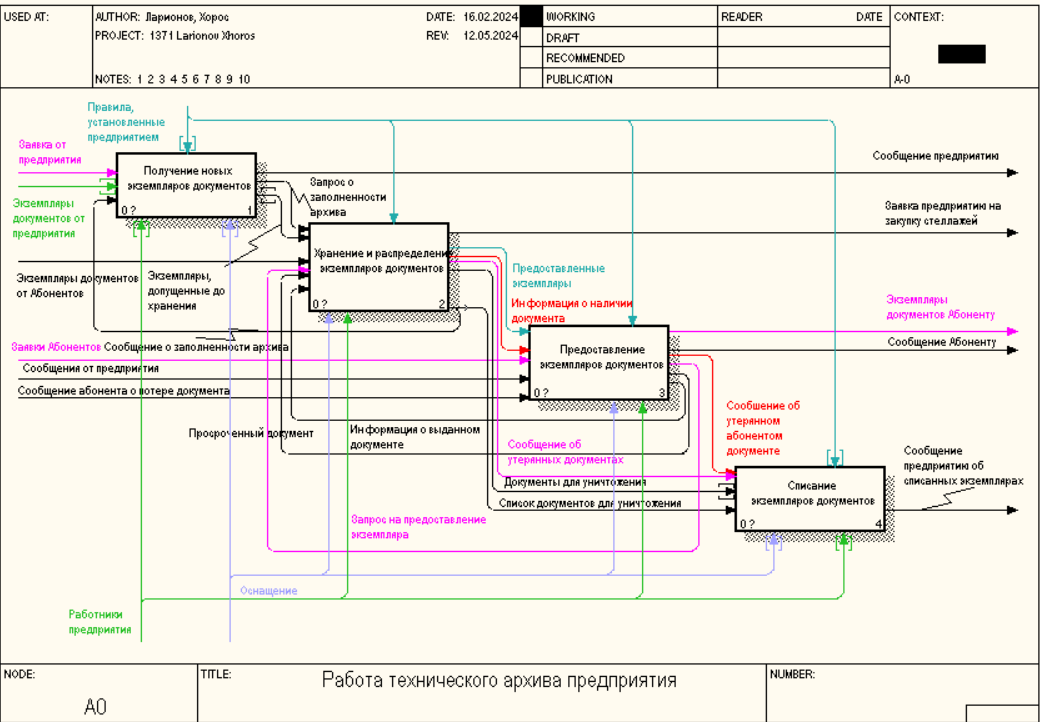 USED AT:
AUTHOR: Ларионов, Хорос
DATE: 16.02.2024
WORKING
READER
DATE
CONTEXT:
PROJECT: 1371 Larionov Xhoros
REV: 12.05.2024
DRAFT
RECOMMENDED
NOTES: 1 2 3 4 5 6 7 8 9 10
PUBLICATION
A-0
Правила,
установленные
предприятием
Заявка от
предприятия
Получение новых
экземпляров документов
0 ?
1
Сообщение предприятию
Запрос о
заполненности
архива
Экземпляры
документов от
предприятия
Заявка предприятию на
закупку стеллажей
Хранение и распределение
экземпляров документов
0 ?
2
Экземпляры документов
от Абонентов
Экземпляры,
допущенные до
хранения
Предоставленные
экземпляры
Информация о наличии
документа
Экземпляры
документов Абоненту
Сообщение Абоненту
Заявки Абонентов
Сообщение о заполненности архива
Сообщения от предприятия
Сообщение абонента о потере документа
Предоставление
экземпляров документов
0 ?
3
Просроченный документ
Информация о выданном
документе
Сообщение об
утерянных документах
Сообшение об
утерянном
абонентом
документе
Сообщение
предприятию об
списанных экземплярах
Документы для уничтожения
Список документов для уничтожения
Списание
экземпляров документов
0 ?
4
Запрос на предоставление
экземпляра
Оснащение
Работники
предприятия
NODE:
TITLE:
Работа технического архива предприятия
NUMBER:
A0